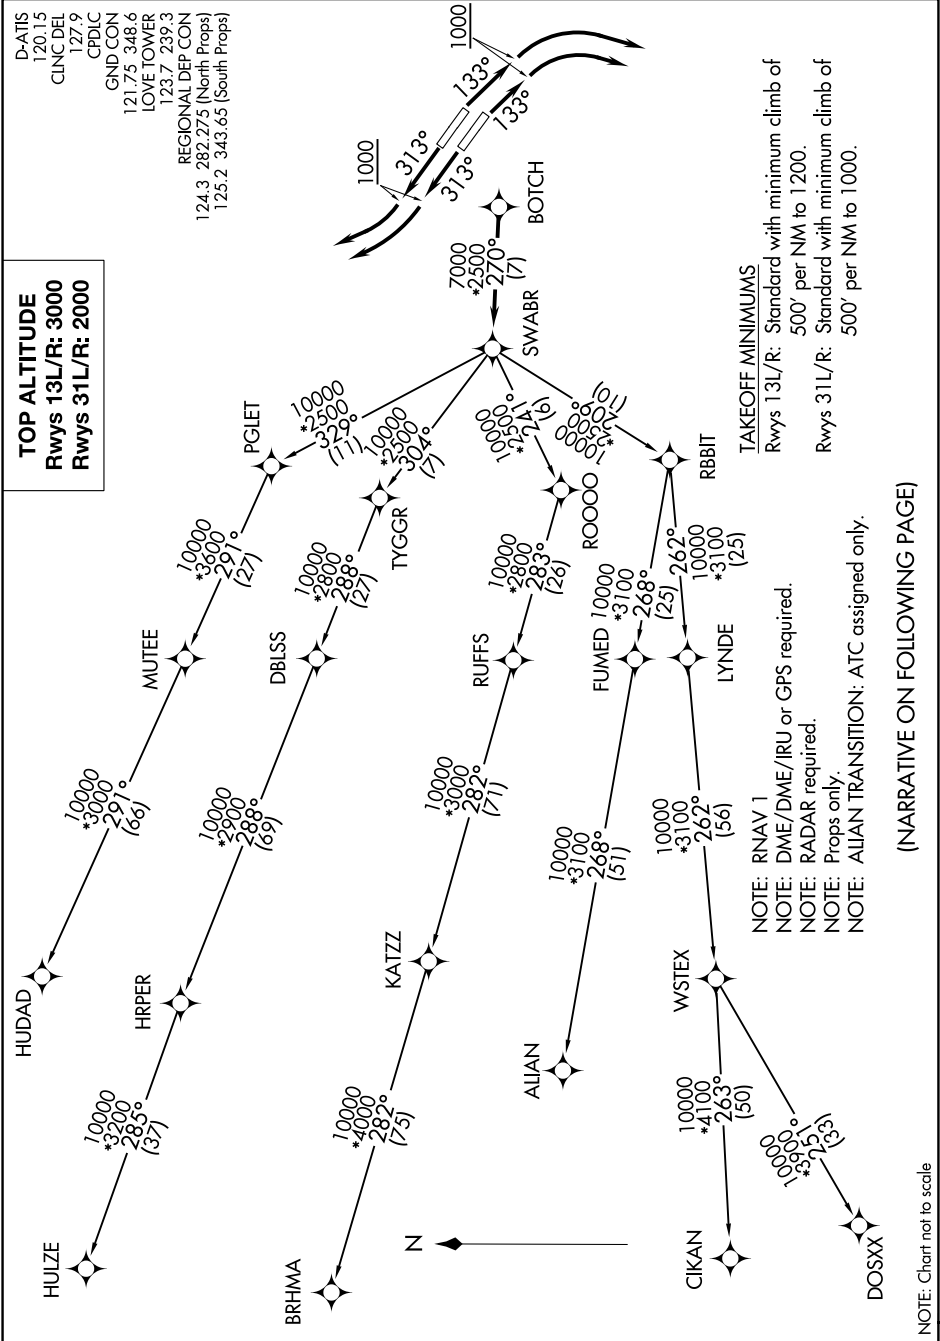 D-ATIS
120.15
CLNC DEL
127.9
CPDLC
GND CON
121.75 348.6
LOVE TOWER
123.7 239.3
REGIONAL DEP CON
124.3 282.275 (North Props)
125.2 343.65 (South Props)
TOP ALTITUDE
Rwys 13L/R: 3000
Rwys 31L/R: 2000
1000
133°
133°
1000
313°
313°
BOTCH
7000
*2500
270°
(7)
SWABR
10000
*2500
329°
(11)
PGLET
10000
*3600
291°
(27)
MUTEE
10000
*3000
291°
(66)
HUDAD
10000
*2500
304°
(7)
TYGGR
10000
*2800
288°
(27)
DBLSS
10000
*2900
288°
(69)
HRPER
10000
*3200
285°
(37)
HULZE
10000
*2500
241°
(6)
ROOOO
10000
*2800
283°
(26)
RUFFS
10000
*3000
282°
(71)
KATZZ
10000
*4000
282°
(75)
BRHMA
10000
*3500
209°
(10)
RBBIT
10000
*3100
268°
(25)
FUMED
10000
*3100
268°
(51)
ALIAN
262°
10000
*3100
(25)
LYNDE
10000
*3100
262°
(56)
WSTEX
10000
*4100
263°
(50)
CIKAN
10000
*3900
(33)
DOSXX
N
TAKEOFF MINIMUMS
Rwys 13L/R: Standard with minimum climb of
500' per NM to 1200.
Rwys 31L/R: Standard with minimum climb of
500' per NM to 1000.
NOTE: RNAV 1
NOTE: DME/DME/IRU or GPS required.
NOTE: RADAR required.
NOTE: Props only.
NOTE: ALIAN TRANSITION: ATC assigned only.
(NARRATIVE ON FOLLOWING PAGE)
NOTE: Chart not to scale